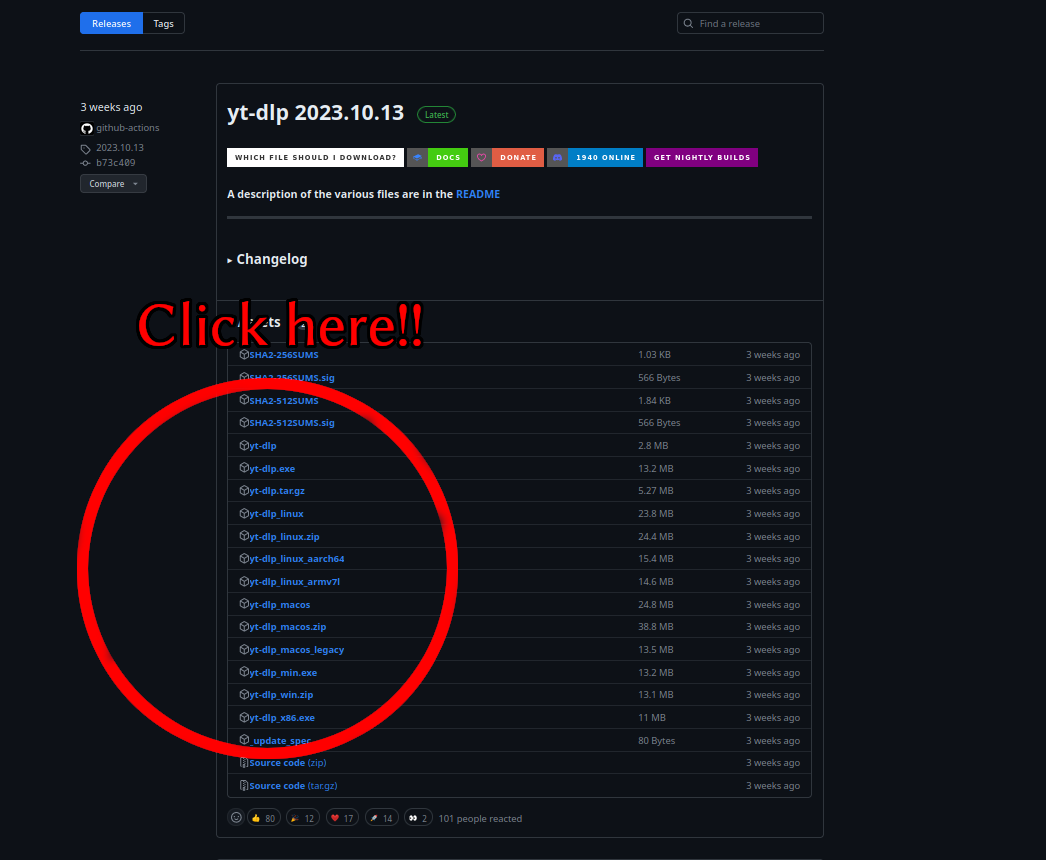 Releases Tags Find a release
3 weeks ago
github-actions
2023.10.13
b73c409
Compare
yt-dlp 2023.10.13 Latest
WHICH FILE SHOULD I DOWNLOAD? DOCS DONATE 1940 ONLINE GET NIGHTLY BUILDS
A description of the various files are in the README
Changelog
Click here!!
SHA2-256SUMS 1.03 KB 3 weeks ago
SHA2-256SUMS.sig 566 Bytes 3 weeks ago
SHA2-512SUMS 1.84 KB 3 weeks ago
SHA2-512SUMS.sig 566 Bytes 3 weeks ago
yt-dlp 2.8 MB 3 weeks ago
yt-dlp.exe 13.2 MB 3 weeks ago
yt-dlp.tar.gz 5.27 MB 3 weeks ago
yt-dlp_linux 23.8 MB 3 weeks ago
yt-dlp_linux.zip 24.4 MB 3 weeks ago
yt-dlp_linux_aarch64 15.4 MB 3 weeks ago
yt-dlp_linux_armv7l 14.6 MB 3 weeks ago
yt-dlp_macos 24.8 MB 3 weeks ago
yt-dlp_macos.zip 38.8 MB 3 weeks ago
yt-dlp_macos_legacy 13.5 MB 3 weeks ago
yt-dlp_min.exe 13.2 MB 3 weeks ago
yt-dlp_win.zip 13.1 MB 3 weeks ago
yt-dlp_x86.exe 11 MB 3 weeks ago
_update_spec 80 Bytes 3 weeks ago
Source code (zip) 3 weeks ago
Source code (tar.gz) 3 weeks ago
80 12 17 14 2 101 people reacted